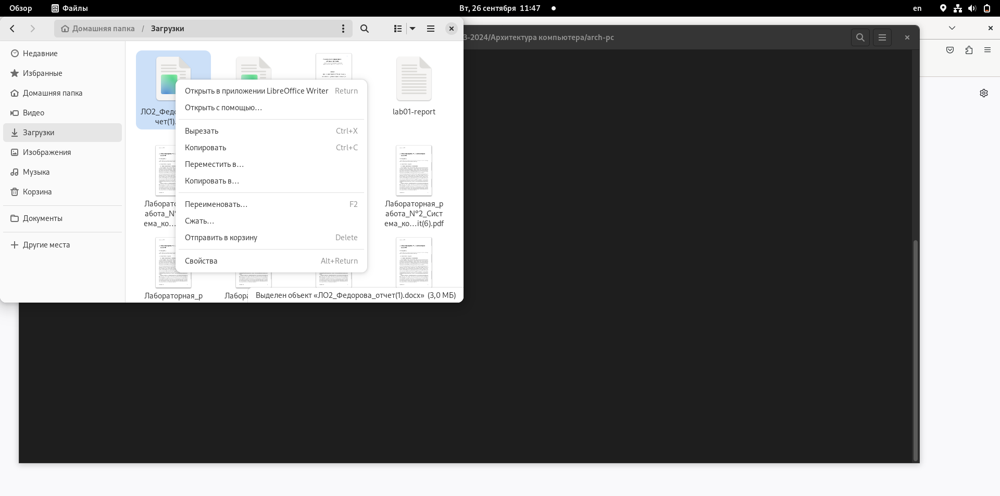 Обзор
Файлы
Вт, 26 сентября 11:47
en
Домашняя папка / Загрузки
3-2024/Архитектура компьютера/arch-pc
Недавние
Избранные
Домашняя папка
Видео
Загрузки
Изображения
Музыка
Корзина
Документы
Другие места
lab01-report
Открыть в приложении LibreOffice Writer Return
Открыть с помощью…
Вырезать Ctrl+X
Копировать Ctrl+C
Переместить в…
Копировать в…
Переименовать… F2
Сжать…
Отправить в корзину Delete
Свойства Alt+Return
ЛО2_Федо
чет(1).
Лаборато
абота_№
ема_ко…
Лабораторная_р
абота_№2_Сист
ема_ко…it(6).pdf
Лабораторная_р
Лабора
Выделен объект «ЛО2_Федорова_отчет(1).docx» (3,0 МБ)